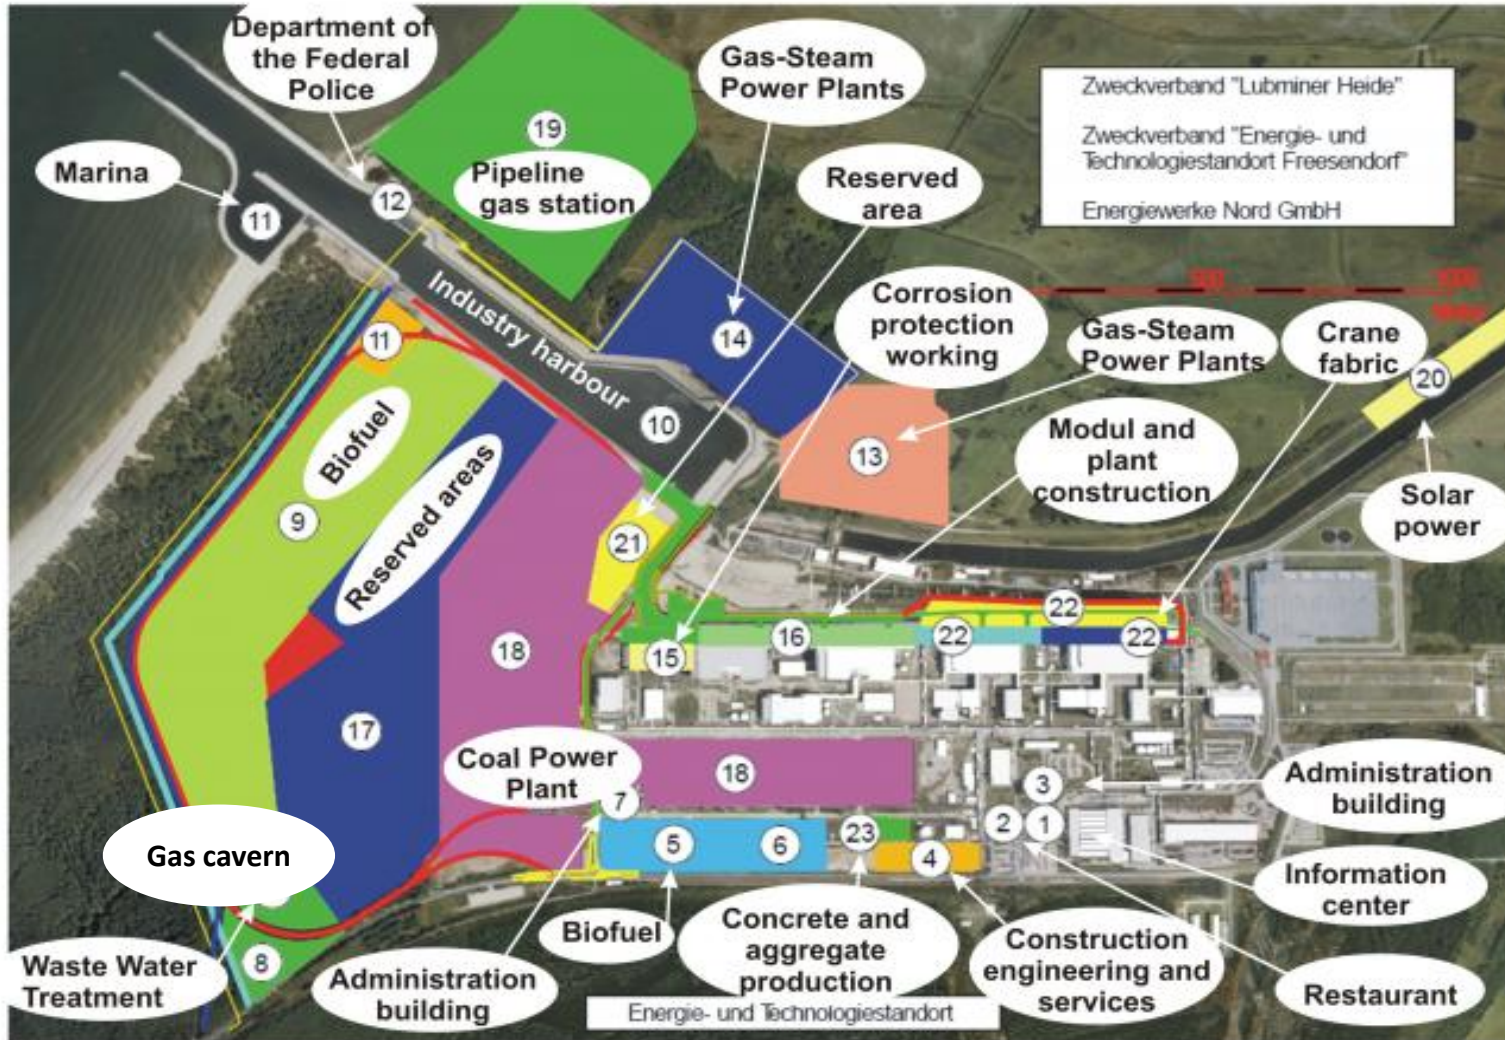 Department of
the Federal
Police
Gas-Steam
Power Plants
Zweckverband "Lubminer Heide"
Zweckverband "Energie- und
Technologiestandort Freesendorf"
Energiewerke Nord GmbH
19
Pipeline
gas station
Marina
11
12
Reserved
area
Industry harbour
Corrosion
protection
working
Gas-Steam
Power Plants
Crane
fabric
14
11
20
10
13
Biofuel
Modul and
plant
construction
Solar
power
9
Reserved areas
21
22
16
22
22
15
18
17
Coal Power
Plant
18
7
3
Administration
building
5
6
23
4
2
1
Gas cavern
Information
center
8
Waste Water
Treatment
Administration
building
Biofuel
Concrete and
aggregate
production
Construction
engineering and
services
Restaurant
Energie- und Technologiestandort